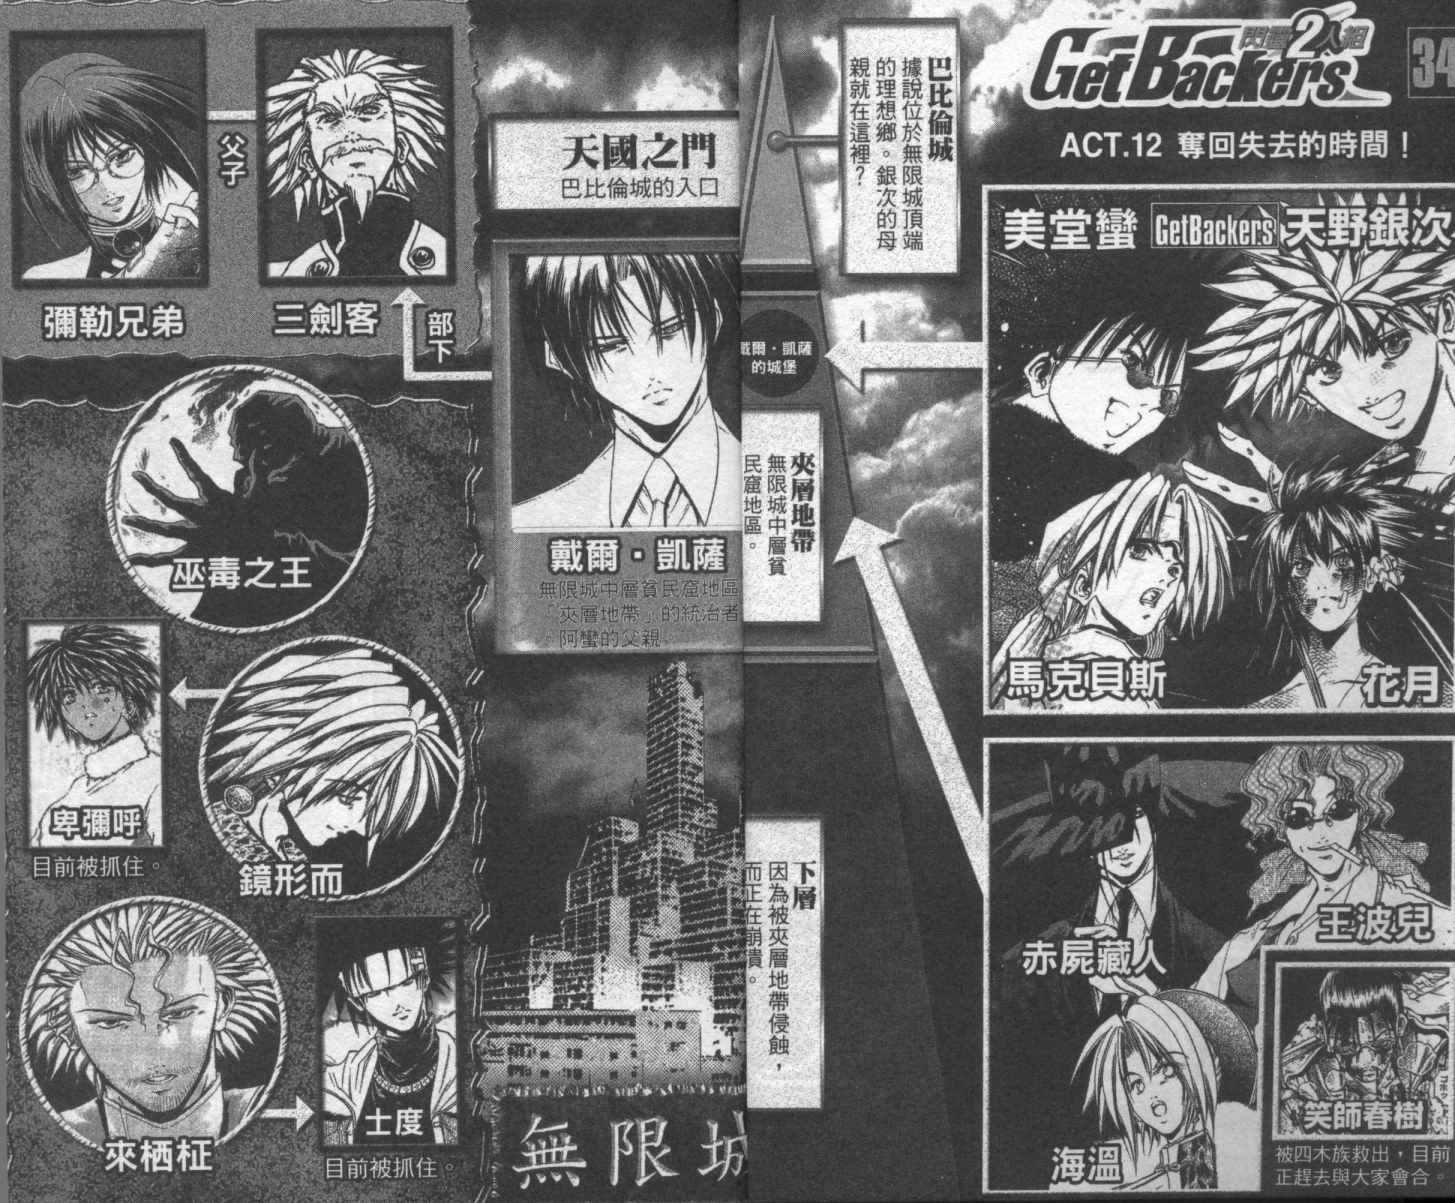 34
閃電2人組
GetBackers
ACT.12 奪回失去的時間！
美堂蠻
GetBackers
天野銀次
馬克貝斯
花月
赤屍藏人
王波兒
海溫
笑師春樹
被四木族救出，目前
正趕去與大家會合。
巴比倫城
據說位於無限城頂端
的理想鄉。銀次的母
親就在這裡？
戴爾・凱薩
的城堡
夾層地帶
無限城中層貧
民窟地區。
下層
因為被夾層地帶侵蝕，
而正在崩潰。
天國之門
巴比倫城的入口
戴爾・凱薩
無限城中層貧民窟地區
「夾層地帶」的統治者
。阿蠻的父親。
無限城
部下
三劍客
父子
彌勒兄弟
巫毒之王
卑彌呼
目前被抓住。
鏡形而
來栖柾
士度
目前被抓住。